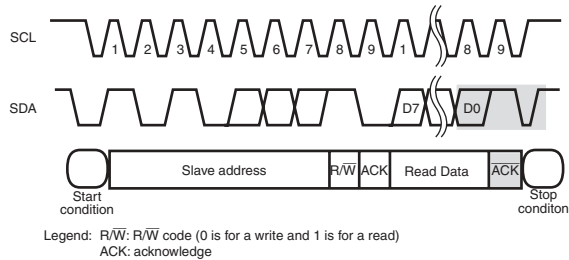 SCL
1 2 3 4 5 6 7 8 9 1 8 9
SDA
D7 D0
Slave address R/W̅ ACK Read Data A̅C̅K̅
Start condition
Stop conditon
Legend: R/W̅: R/W̅ code (0 is for a write and 1 is for a read)
ACK: acknowledge